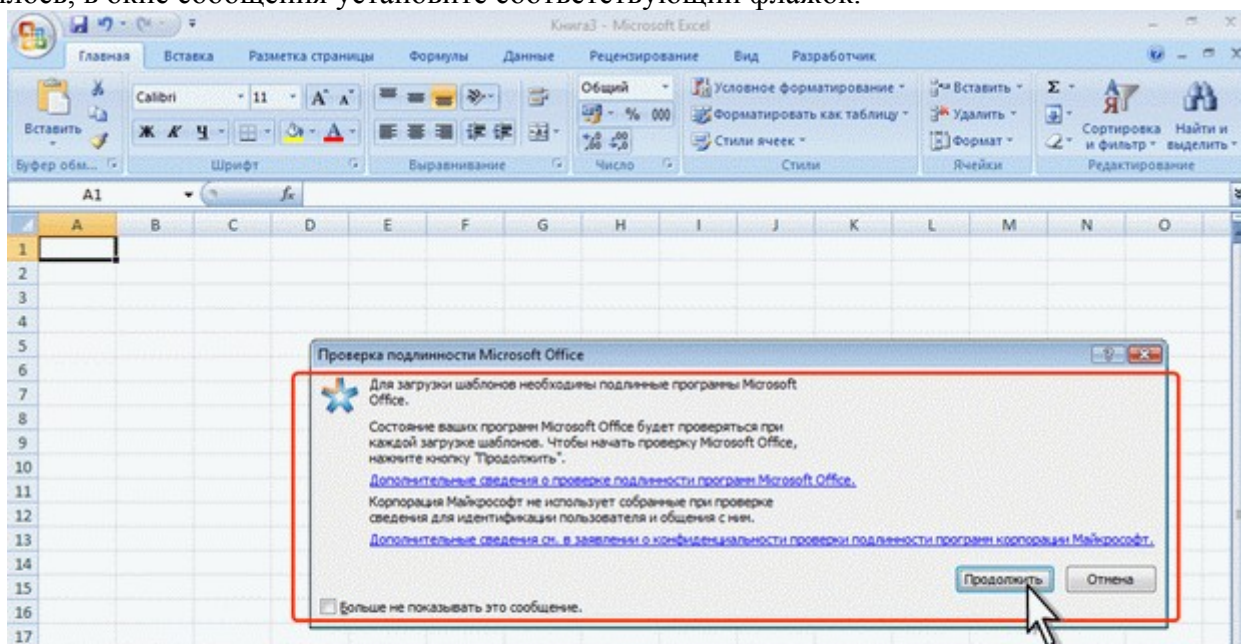 в окне сообщения установите соответствующий флажок.
Книга3 - Microsoft Excel
Главная Вставка Разметка страницы Формулы Данные Рецензирование Вид Разработчик
Calibri 11 Общий Условное форматирование Вставить Σ
Вставить Ж К Ч % 000 Форматировать как таблицу Удалить Сортировка и фильтр Найти и выделить
Стили ячеек Формат
Буфер обм... Шрифт Выравнивание Число Стили Ячейки Редактирование
A1 fx
A B C D E F G H I J K L M N O
1
2
3
4
5
6
7
8
9
10
11
12
13
14
15
16
17
Проверка подлинности Microsoft Office
Для загрузки шаблонов необходимы подлинные программы Microsoft
Office.
Состояние ваших программ Microsoft Office будет проверяться при
каждой загрузке шаблонов. Чтобы начать проверку Microsoft Office,
нажмите кнопку "Продолжить".
Дополнительные сведения о проверке подлинности программ Microsoft Office.
Корпорация Майкрософт не использует собранные при проверке
сведения для идентификации пользователя и общения с ним.
Дополнительные сведения см. в заявлении о конфиденциальности проверки подлинности программ корпорации Майкрософт.
Продолжить Отмена
Больше не показывать это сообщение.